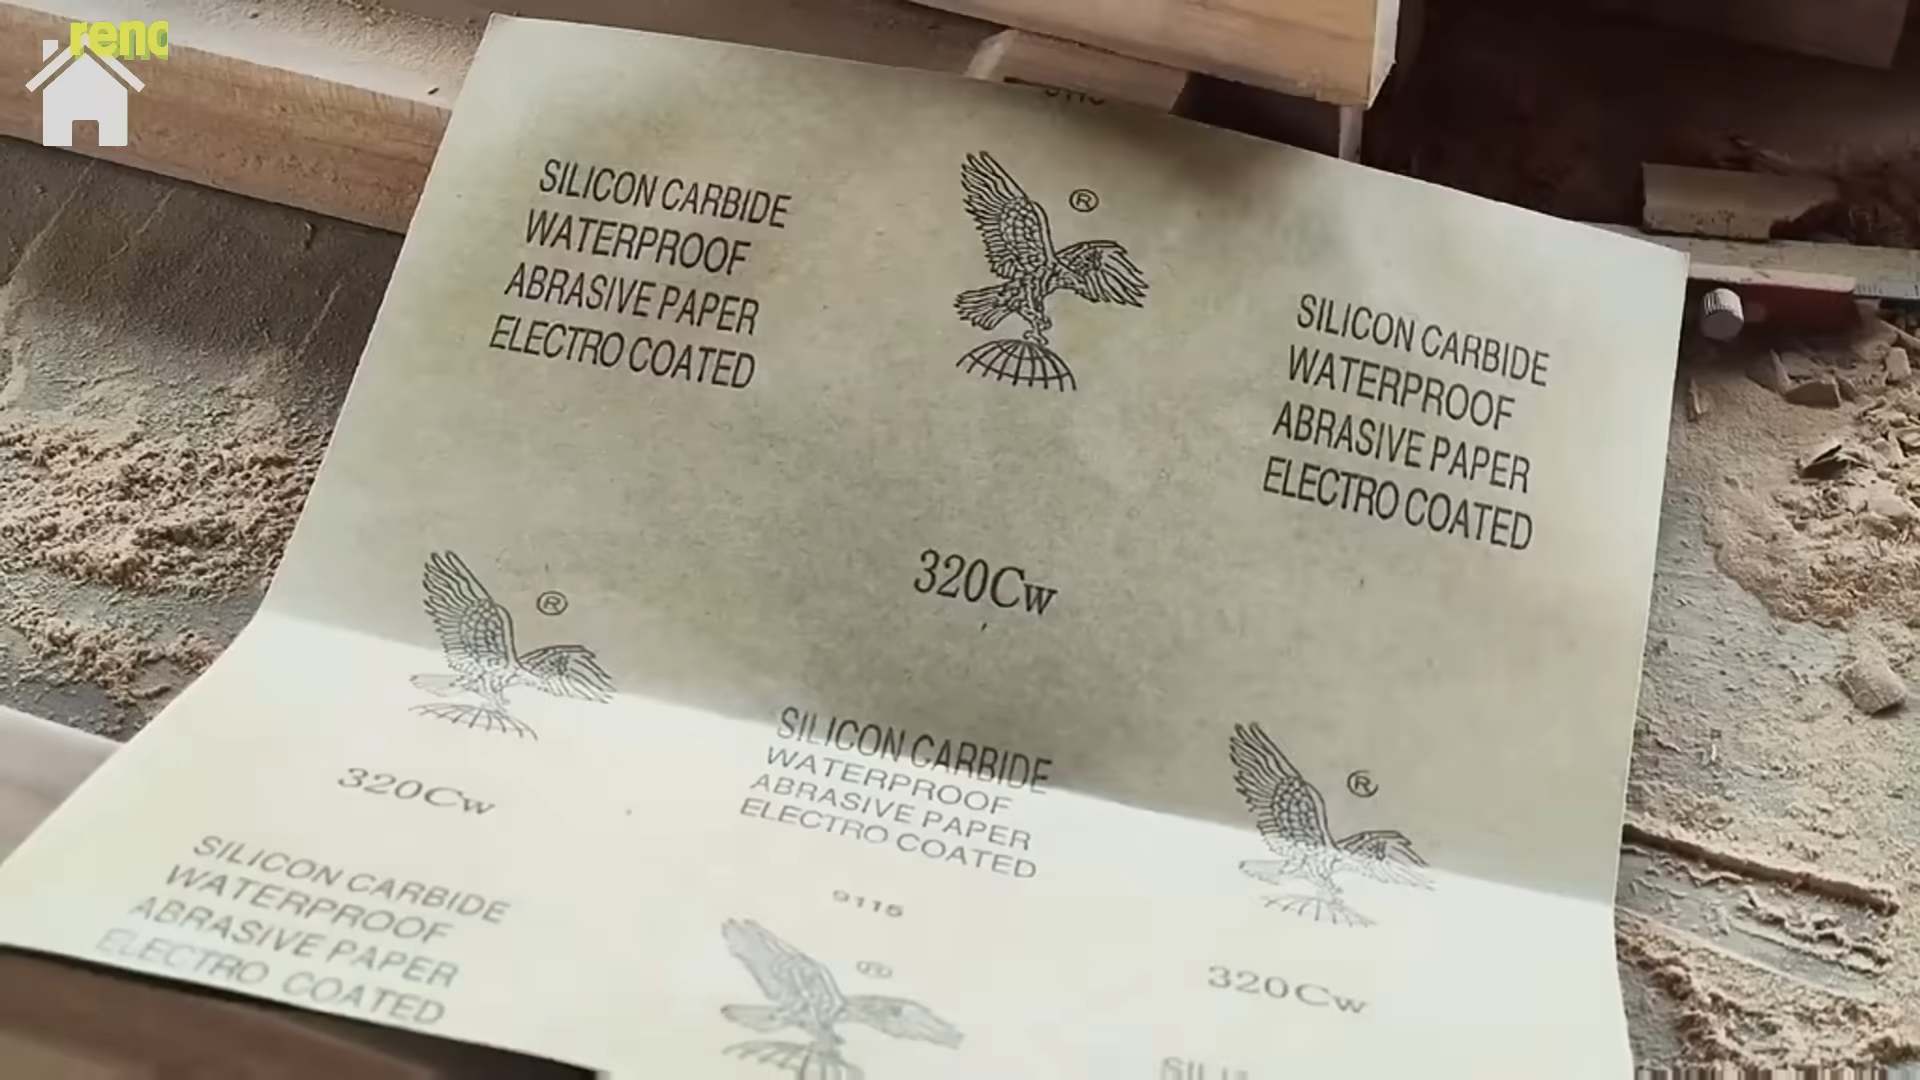 reno
SILICON CARBIDE
WATERPROOF
ABRASIVE PAPER
ELECTRO COATED
®
SILICON CARBIDE
WATERPROOF
ABRASIVE PAPER
ELECTRO COATED
320Cw
®
320Cw
SILICON CARBIDE
WATERPROOF
ABRASIVE PAPER
ELECTRO COATED
9115
®
320Cw
SILICON CARBIDE
WATERPROOF
ABRASIVE PAPER
ELECTRO COATED
®